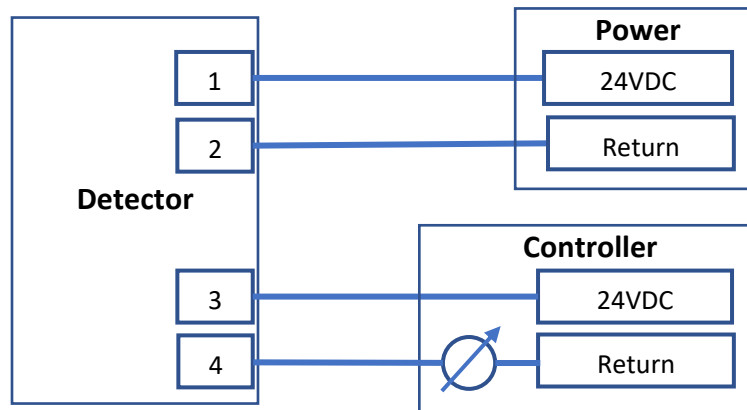 Power
1
24VDC
2
Return
Detector
Controller
3
24VDC
4
Return